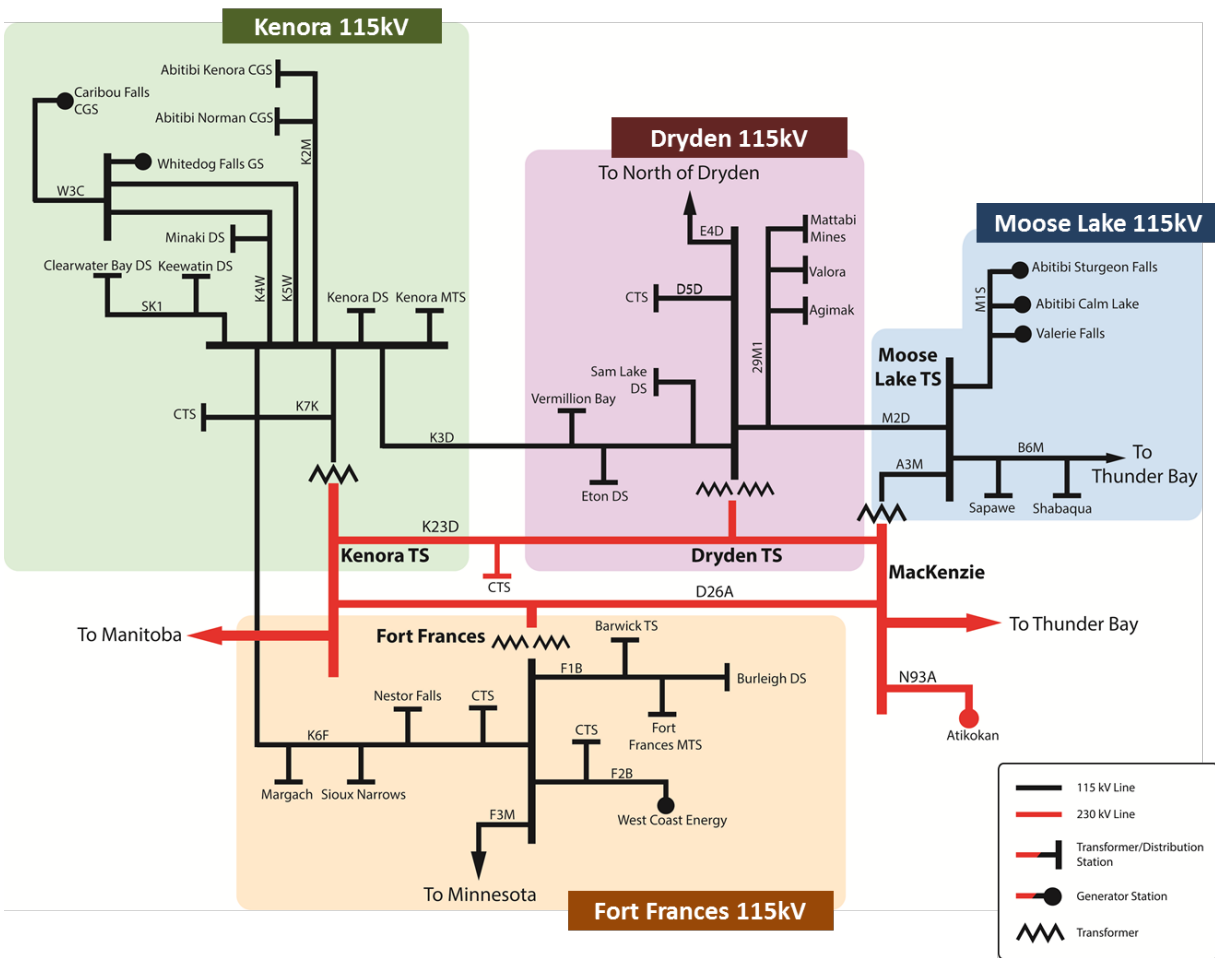 Kenora 115kV
Abitibi Kenora CGS
Caribou Falls
CGS
Abitibi Norman CGS
K2M
Whitedog Falls GS
W3C
Minaki DS
Clearwater Bay DS
Keewatin DS
K4W
K5W
SK1
Kenora DS
Kenora MTS
CTS
K7K
K3D
K23D
Kenora TS
CTS
Dryden 115kV
To North of Dryden
E4D
Mattabi
Mines
Valora
CTS
D5D
Agimak
29M1
Sam Lake
DS
Vermillion Bay
Eton DS
Dryden TS
Moose Lake 115kV
Abitibi Sturgeon Falls
M1S
Abitibi Calm Lake
Valerie Falls
Moose
Lake TS
M2D
A3M
B6M
To
Thunder Bay
Sapawe
Shabaqua
MacKenzie
D26A
To Manitoba
To Thunder Bay
N93A
Atikokan
Fort Frances
Barwick TS
F1B
Burleigh DS
Fort
Frances MTS
Nestor Falls
CTS
K6F
Margach
Sioux Narrows
CTS
F2B
West Coast Energy
F3M
To Minnesota
Fort Frances 115kV
115 kV Line
230 kV Line
Transformer/Distribution
Station
Generator Station
Transformer